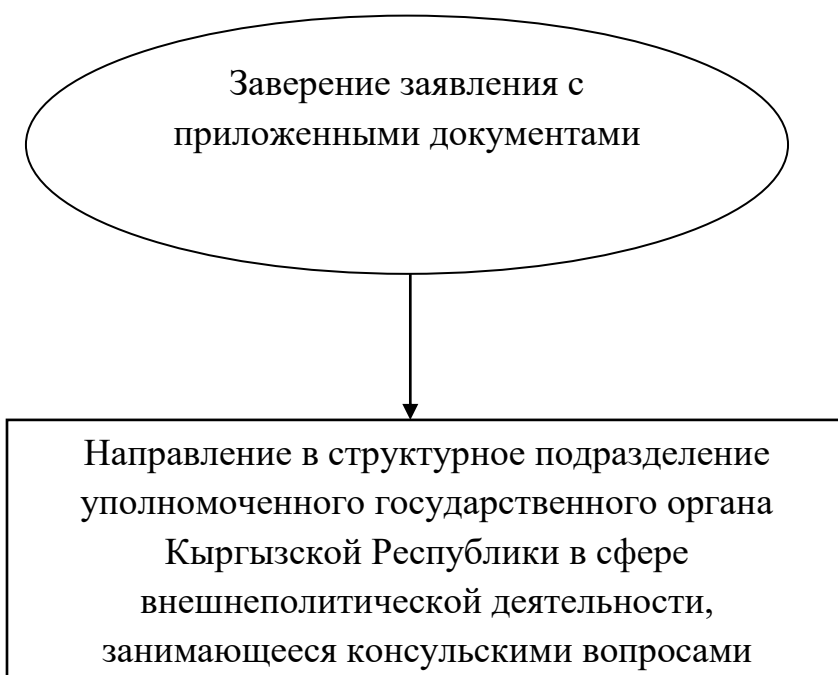 Заверение заявления с
приложенными документами
Направление в структурное подразделение
уполномоченного государственного органа
Кыргызской Республики в сфере
внешнеполитической деятельности,
занимающееся консульскими вопросами